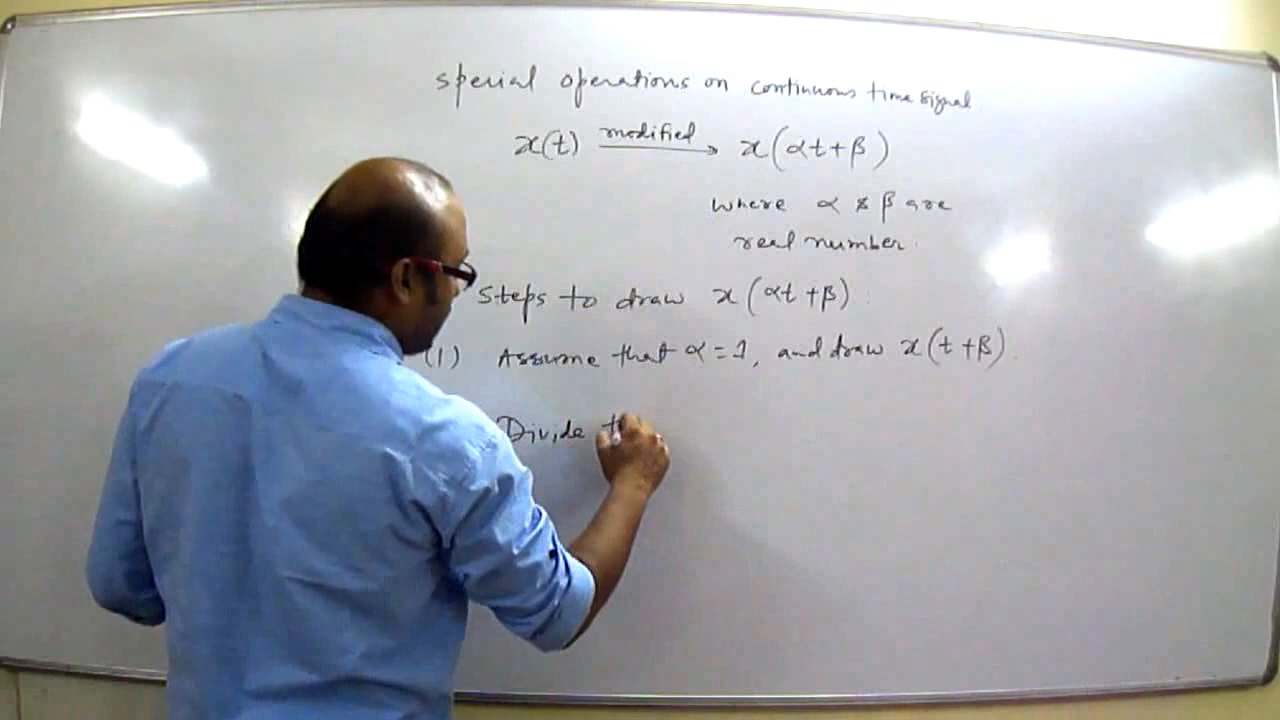 special operations on continuous time signal
x(t) modified → x(αt+β)
where α & β are
real number.
Steps to draw x(αt+β).
(1) Assume that α=1, and draw x(t+β).
Divide t